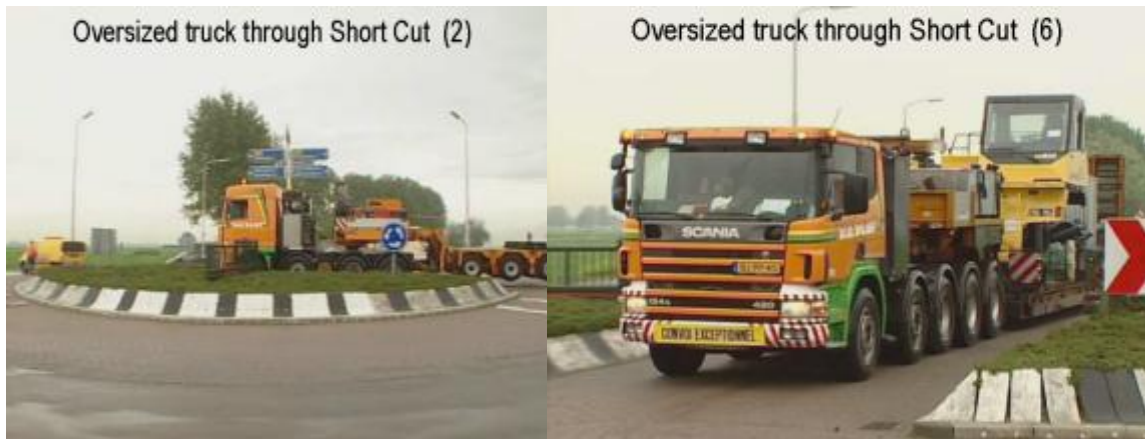 Oversized truck through Short Cut (2)
Oversized truck through Short Cut (6)
SCANIA
CONVOI EXCEPTIONNEL